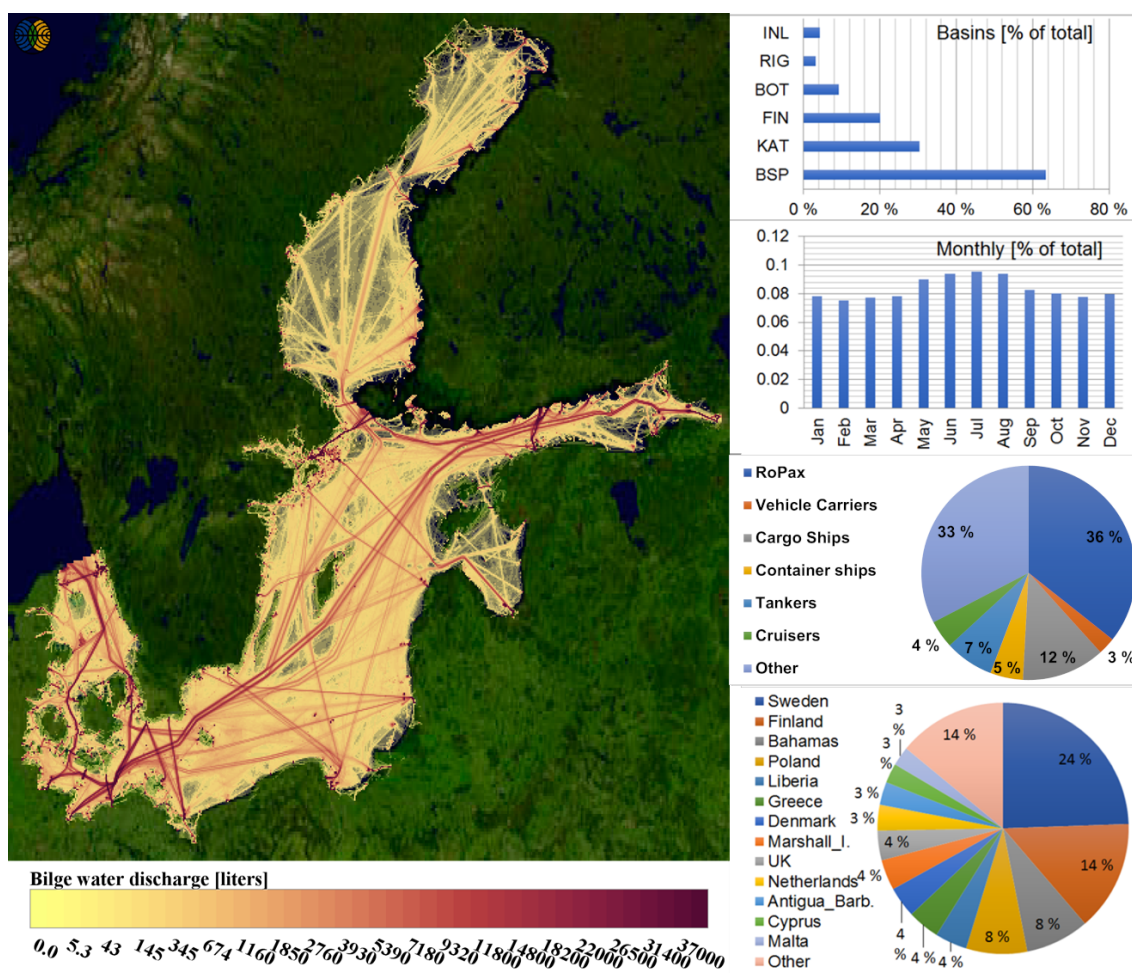 Basins [% of total]
INL
RIG
BOT
FIN
KAT
BSP
0 % 20 % 40 % 60 % 80 %
Monthly [% of total]
0.12
0.1
0.08
0.06
0.04
0.02
0
Jan Feb Mar Apr May Jun Jul Aug Sep Oct Nov Dec
RoPax
Vehicle Carriers
Cargo Ships
Container ships
Tankers
Cruisers
Other
33 %
36 %
4 %
7 %
5 %
12 %
3 %
Sweden
Finland
Bahamas
Poland
Liberia
Greece
Denmark
Marshall_I.
UK
Netherlands
Antigua_Barb.
Cyprus
Malta
Other
24 %
14 %
8 %
8 %
4 %
4 %
4 %
4 %
4 %
3 %
3 %
3 %
3 %
14 %
Bilge water discharge [liters]
0.0 5.3 43 145 345 674 1160 1850 2760 3930 5390 7180 9320 11800 14800 18200 22000 26500 31400 37000